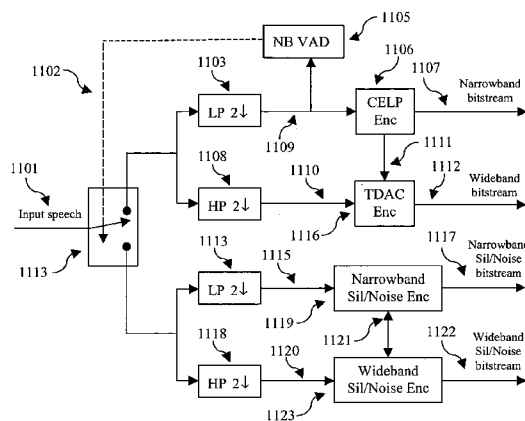 1105
NB VAD
1106
1107
1102
1103
Narrowband
bitstream
LP 2↓
CELP
Enc
1109
1111
1108
1110
1112
1101
Wideband
bitstream
HP 2↓
TDAC
Enc
Input speech
1116
1113
1113
1115
1117
Narrowband
Sil/Noise
bitstream
LP 2↓
Narrowband
Sil/Noise Enc
1119
1121
1118
1120
1122
Wideband
Sil/Noise
bitstream
HP 2↓
Wideband
Sil/Noise Enc
1123